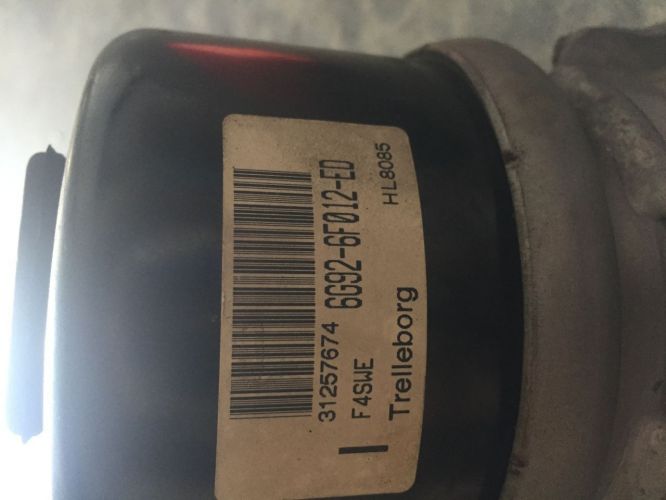 31257674 6G92-6F012-ED
F4SWE
I Trelleborg HL8085